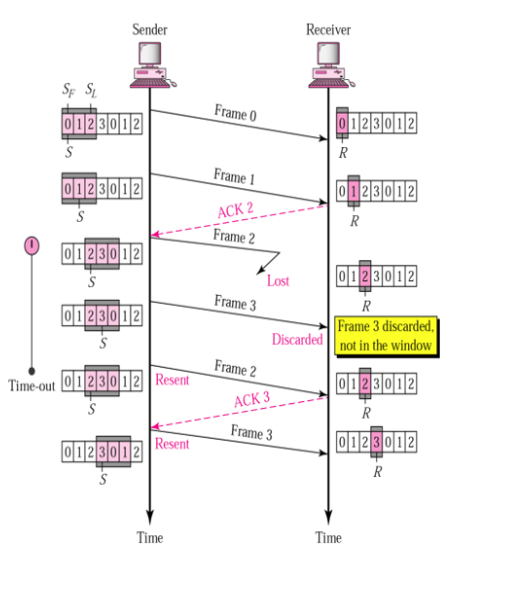 Sender
Receiver
S_F S_L
0 1 2 3 0 1 2
S
Frame 0
0 1 2 3 0 1 2
R
0 1 2 3 0 1 2
S
Frame 1
0 1 2 3 0 1 2
R
ACK 2
0 1 2 3 0 1 2
S
Frame 2
Lost
0 1 2 3 0 1 2
R
0 1 2 3 0 1 2
S
Frame 3
Discarded
Frame 3 discarded,
not in the window
Time-out
0 1 2 3 0 1 2
S
Resent
Frame 2
0 1 2 3 0 1 2
R
ACK 3
0 1 2 3 0 1 2
S
Resent
Frame 3
0 1 2 3 0 1 2
R
Time
Time